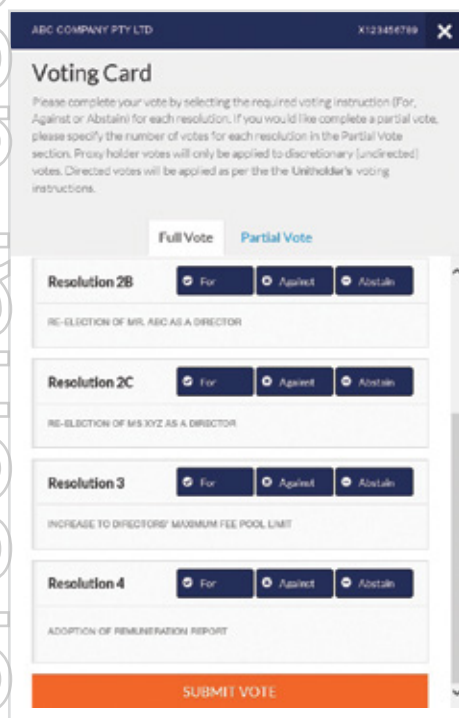 ABC COMPANY PTY LTD X123456789
Voting Card
Please complete your vote by selecting the required voting instruction (For,
Against or Abstain) for each resolution. If you would like complete a partial vote,
please specify the number of votes for each resolution in the Partial Vote
section. Proxy holder votes will only be applied to discretionary (undirected)
votes. Directed votes will be applied as per the the Unitholder's voting
instructions.
Full Vote Partial Vote
Resolution 2B For Against Abstain
RE-ELECTION OF MR. ABC AS A DIRECTOR
Resolution 2C For Against Abstain
RE-ELECTION OF MS XYZ AS A DIRECTOR
Resolution 3 For Against Abstain
INCREASE TO DIRECTORS' MAXIMUM FEE POOL LIMIT
Resolution 4 For Against Abstain
ADOPTION OF REMUNERATION REPORT
SUBMIT VOTE